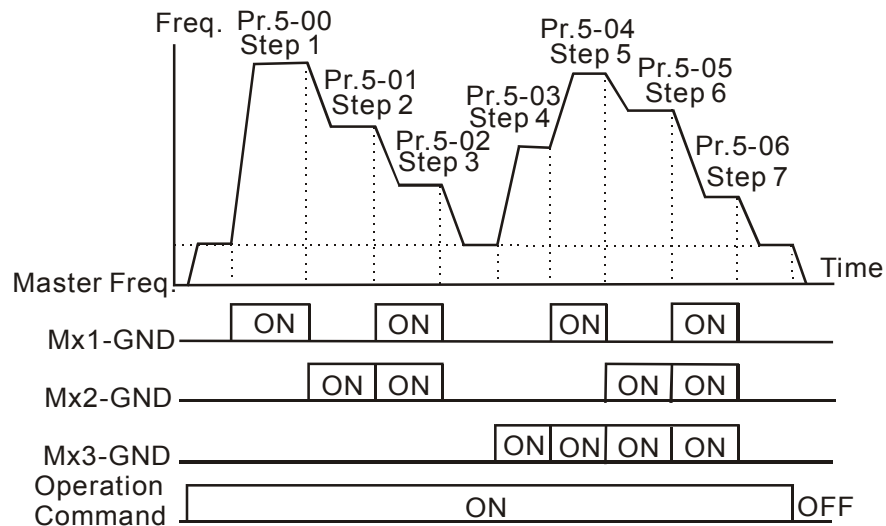 Freq.
Pr.5-00
Step 1
Pr.5-01
Step 2
Pr.5-02
Step 3
Pr.5-03
Step 4
Pr.5-04
Step 5
Pr.5-05
Step 6
Pr.5-06
Step 7
Master Freq.
Time
Mx1-GND
ON
ON
ON
ON
Mx2-GND
ON
ON
ON
ON
Mx3-GND
ON
ON
ON
ON
Operation
Command
ON
OFF